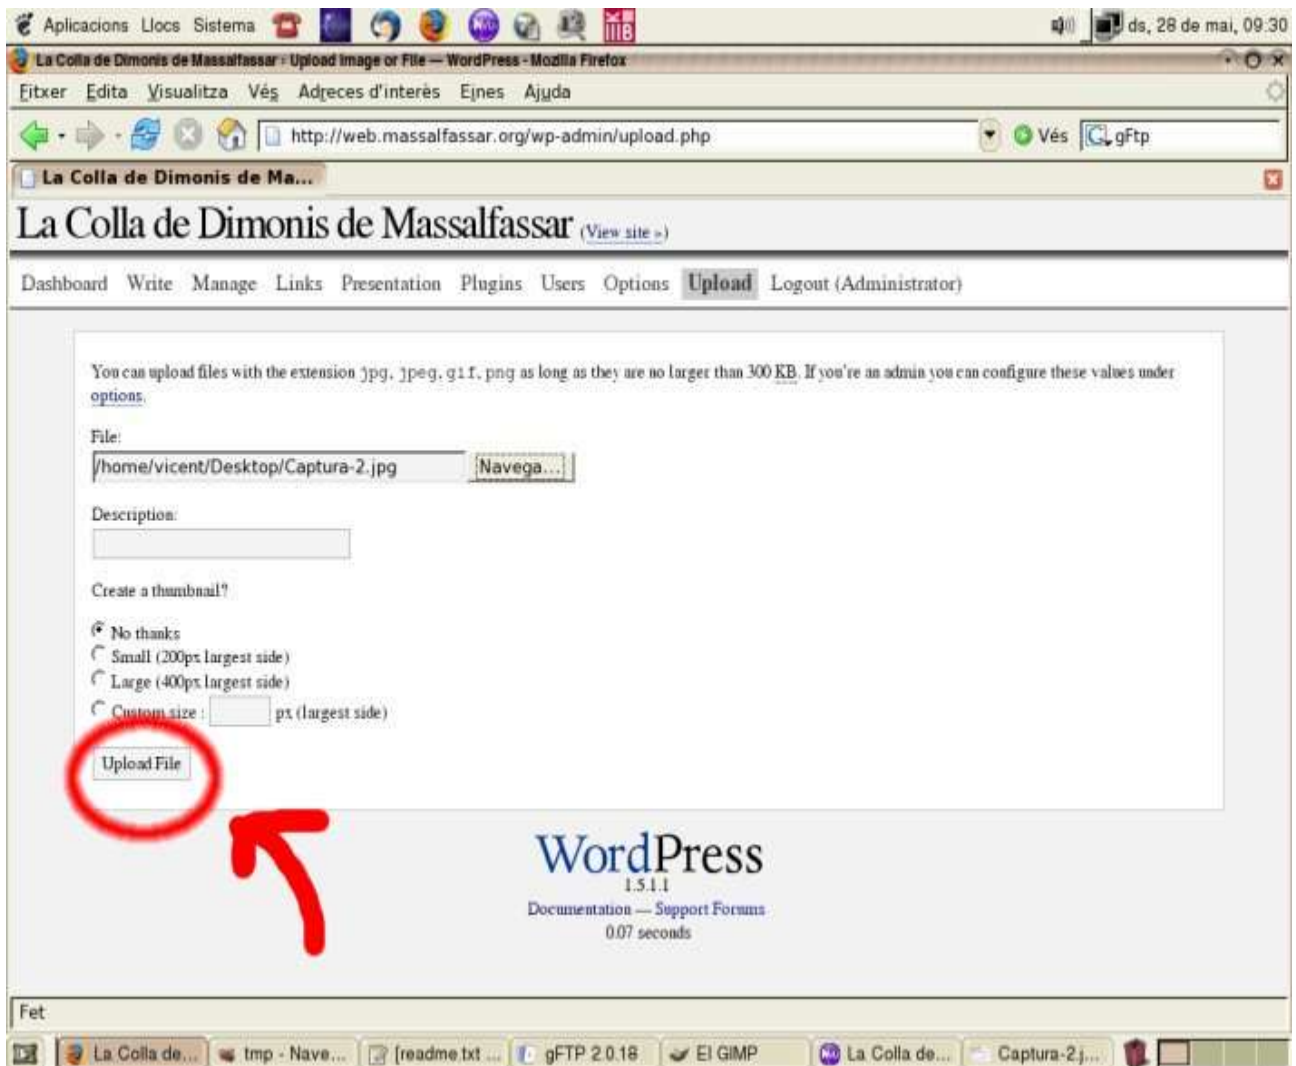 Aplicacions Llocs Sistema ds, 28 de mai, 09:30
La Colla de Dimonis de Massalfassar › Upload Image or File — WordPress - Mozilla Firefox
Fitxer Edita Visualitza Vés Adreces d'interès Eines Ajuda
http://web.massalfassar.org/wp-admin/upload.php Vés gFtp
La Colla de Dimonis de Ma...
La Colla de Dimonis de Massalfassar (View site »)
Dashboard Write Manage Links Presentation Plugins Users Options Upload Logout (Administrator)
You can upload files with the extension jpg, jpeg, gif, png as long as they are no larger than 300 KB. If you're an admin you can configure these values under
options.
File:
/home/vicent/Desktop/Captura-2.jpg Navega...
Description:
Create a thumbnail?
No thanks
Small (200px largest side)
Large (400px largest side)
Custom size : px (largest side)
Upload File
WordPress
1.5.1.1
Documentation — Support Forums
0.07 seconds
Fet
La Colla de... tmp - Nave... [readme.txt ... gFTP 2.0.18 El GIMP La Colla de... Captura-2.j...